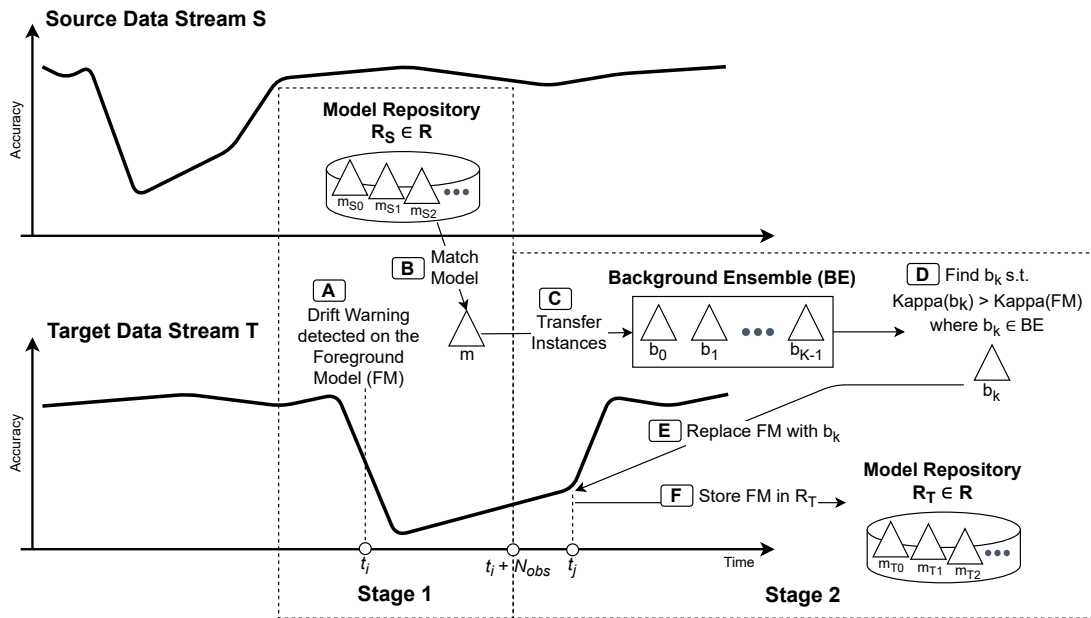 Source Data Stream S
Accuracy
Model Repository
R_S ∈ R
m_S0 m_S1 m_S2
B Match
Model
m
A
Drift Warning
detected on the
Foreground
Model (FM)
C
Transfer
Instances
Background Ensemble (BE)
b_0 b_1 b_K-1
D Find b_k s.t.
Kappa(b_k) > Kappa(FM)
where b_k ∈ BE
b_k
Target Data Stream T
Accuracy
E Replace FM with b_k
F Store FM in R_T
Model Repository
R_T ∈ R
m_T0 m_T1 m_T2
t_i
t_i + N_obs
t_j
Time
Stage 1
Stage 2